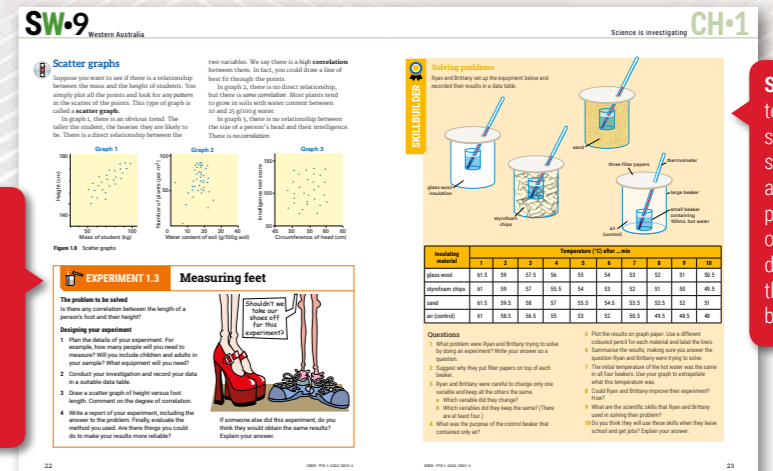 SW•9 Western Australia
Science is investigating CH•1
Scatter graphs
Suppose you want to see if there is a relationship
between the mass and the height of students. You
simply plot all the points and look for any pattern
in the scatter of the points. This type of graph is
called a scatter graph.
In graph 1, there is an obvious trend. The
taller the student, the heavier they are likely to
be. There is a direct relationship between the
two variables. We say there is a high correlation
between them. In fact, you could draw a line of
best fit through the points.
In graph 2, there is no direct relationship,
but there is some correlation. Most plants tend
to grow in soils with water content between
10 and 25 g/100g water.
In graph 3, there is no relationship between
the size of a person's head and their intelligence.
There is no correlation.
Graph 1
190
Height (cm)
140
50 100
Mass of student (kg)
Graph 2
100
Number of plants (per m²)
50
0 10 20 30 40
Water content of soil (g/100g soil)
Graph 3
150
Intelligence test score
100
50
45 50 55 60 65
Circumference of head (cm)
Figure 1.8 Scatter graphs
EXPERIMENT 1.3 Measuring feet
The problem to be solved
Is there any correlation between the length of a
person's foot and their height?
Designing your experiment
1 Plan the details of your experiment. For
example, how many people will you need to
measure? Will you include children and adults in
your sample? What equipment will you need?
2 Conduct your investigation and record your data
in a suitable data table.
3 Draw a scatter graph of height versus foot
length. Comment on the degree of correlation.
4 Write a report of your experiment, including the
answer to the problem. Finally, evaluate the
method you used. Are there things you could
do to make your results more reliable?
Shouldn't we
take our
shoes off
for this
experiment?
If someone else did this experiment, do you
think they would obtain the same results?
Explain your answer.
22
ISBN 978 1 4202 3803 4
SKILLBUILDER
Solving problems
Ryan and Brittany set up the equipment below and
recorded their results in a data table.
glass wool
insulation
styrofoam
chips
sand
three filter papers
thermometer
large beaker
small beaker
containing
100mL hot water
air
(control)
Insulating material Temperature (°C) after ... min
1 2 3 4 5 6 7 8 9 10
glass wool 61.5 59 57.5 56 55 54 53 52 51 50.5
styrofoam chips 61 59 57 55.5 54 53 52 51 50 49.5
sand 61.5 59.5 58 57 55.5 54.5 53.5 52.5 52 51
air (control) 61 58.5 56.5 55 53 52 50.5 49.5 48.5 48
Questions
1 What problem were Ryan and Brittany trying to solve
by doing an experiment? Write your answer as a
question.
2 Suggest why they put filter papers on top of each
beaker.
3 Ryan and Brittany were careful to change only one
variable and keep all the others the same.
a Which variable did they change?
b Which variables did they keep the same? (There
are at least four.)
4 What was the purpose of the control beaker that
contained only air?
5 Plot the results on graph paper. Use a different
coloured pencil for each material and label the lines.
6 Summarise the results, making sure you answer the
question Ryan and Brittany were trying to solve.
7 The initial temperature of the hot water was the same
in all four beakers. Use your graph to extrapolate
what this temperature was.
8 Could Ryan and Brittany improve their experiment?
How?
9 What are the scientific skills that Ryan and Brittany
used in solving their problem?
10 Do you think they will use these skills when they leave
school and get jobs? Explain your answer.
ISBN 978 1 4202 3803 4
23